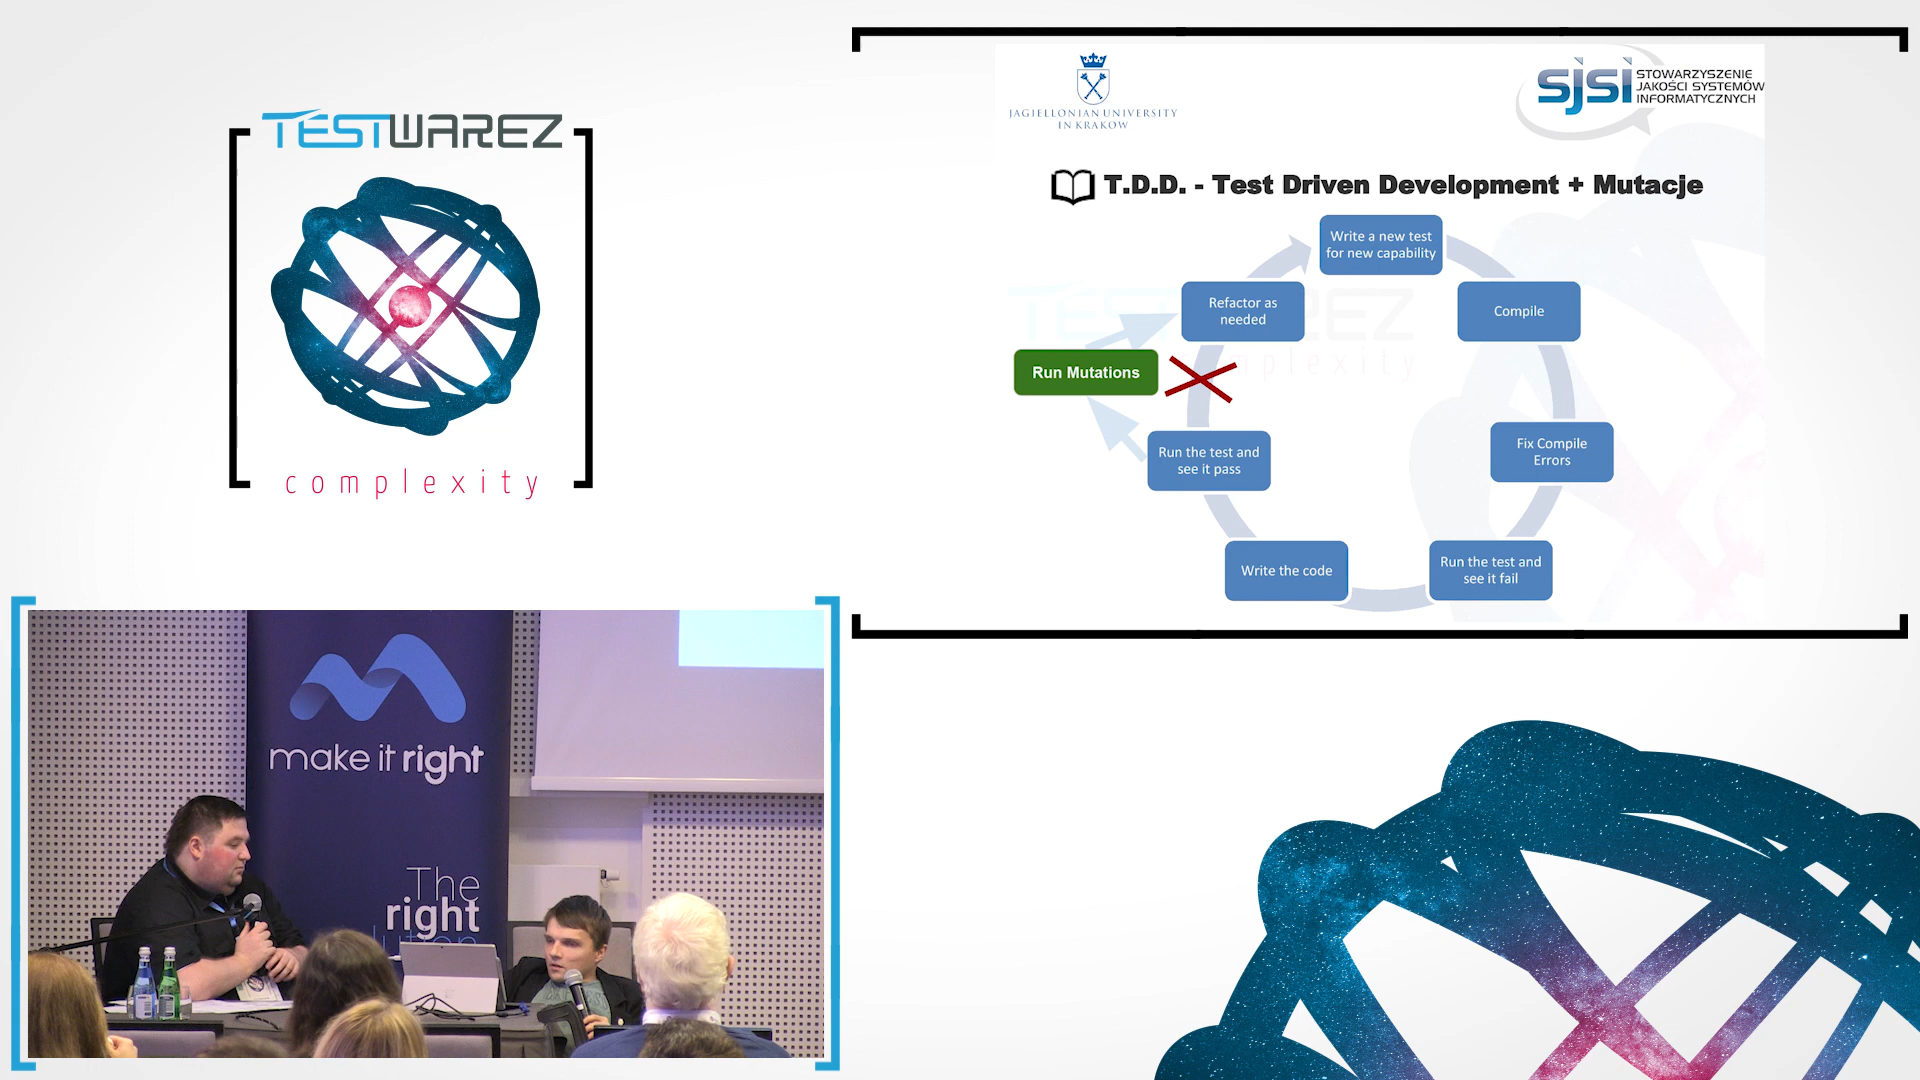 TESTWAREZ
complexity
JAGIELLONIAN UNIVERSITY
IN KRAKOW
sjsi
STOWARZYSZENIE
JAKOŚCI SYSTEMÓW
INFORMATYCZNYCH
T.D.D. - Test Driven Development + Mutacje
Write a new test
for new capability
Refactor as
needed
Compile
Run Mutations
Fix Compile
Errors
Run the test and
see it pass
Write the code
Run the test and
see it fail
make it right
The
right